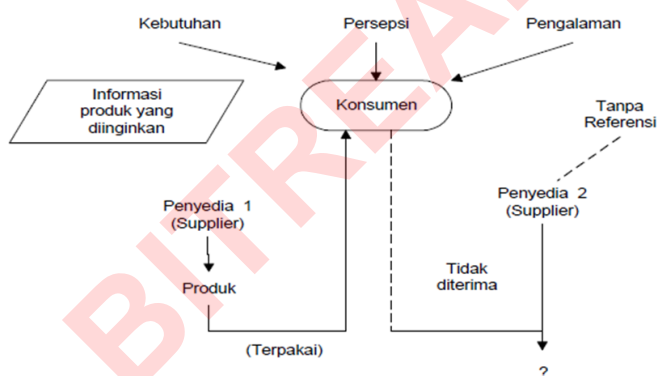 Kebutuhan
Persepsi
Pengalaman
Informasi
produk yang
diinginkan
Konsumen
Tanpa
Referensi
Penyedia 1
(Supplier)
Penyedia 2
(Supplier)
Produk
Tidak
diterima
(Terpakai)
?
BITREA